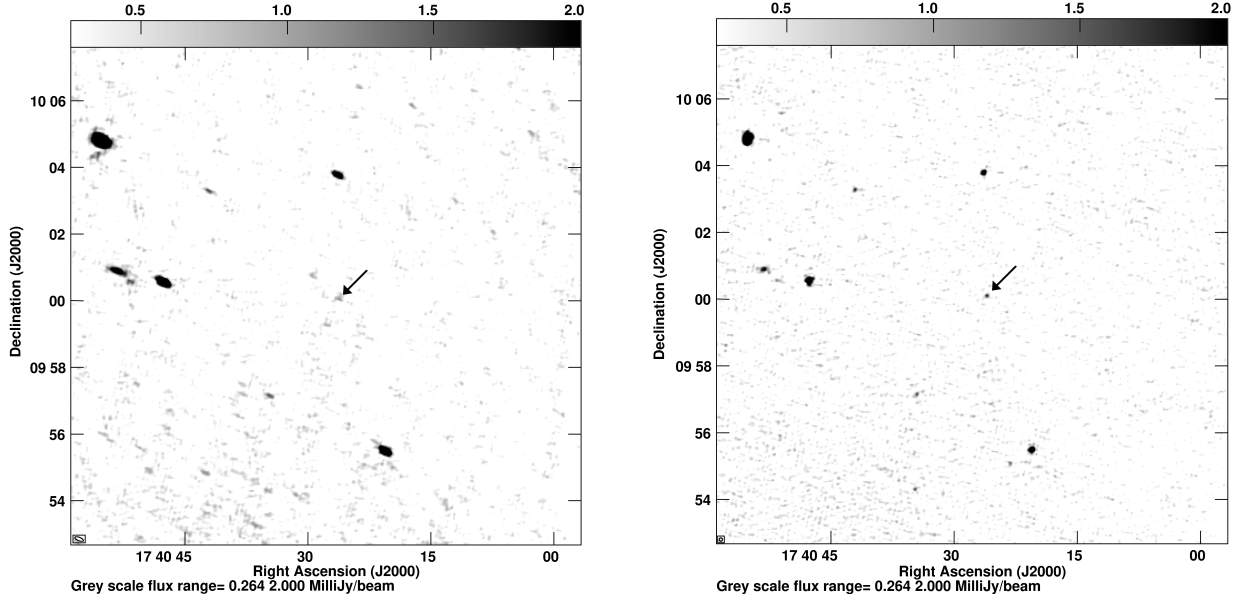 0.5 1.0 1.5 2.0
10 06
04
02
00
09 58
56
54
Declination (J2000)
17 40 45 30 15 00
Right Ascension (J2000)
Grey scale flux range= 0.264 2.000 MilliJy/beam
0.5 1.0 1.5 2.0
10 06
04
02
00
09 58
56
54
Declination (J2000)
17 40 45 30 15 00
Right Ascension (J2000)
Grey scale flux range= 0.264 2.000 MilliJy/beam